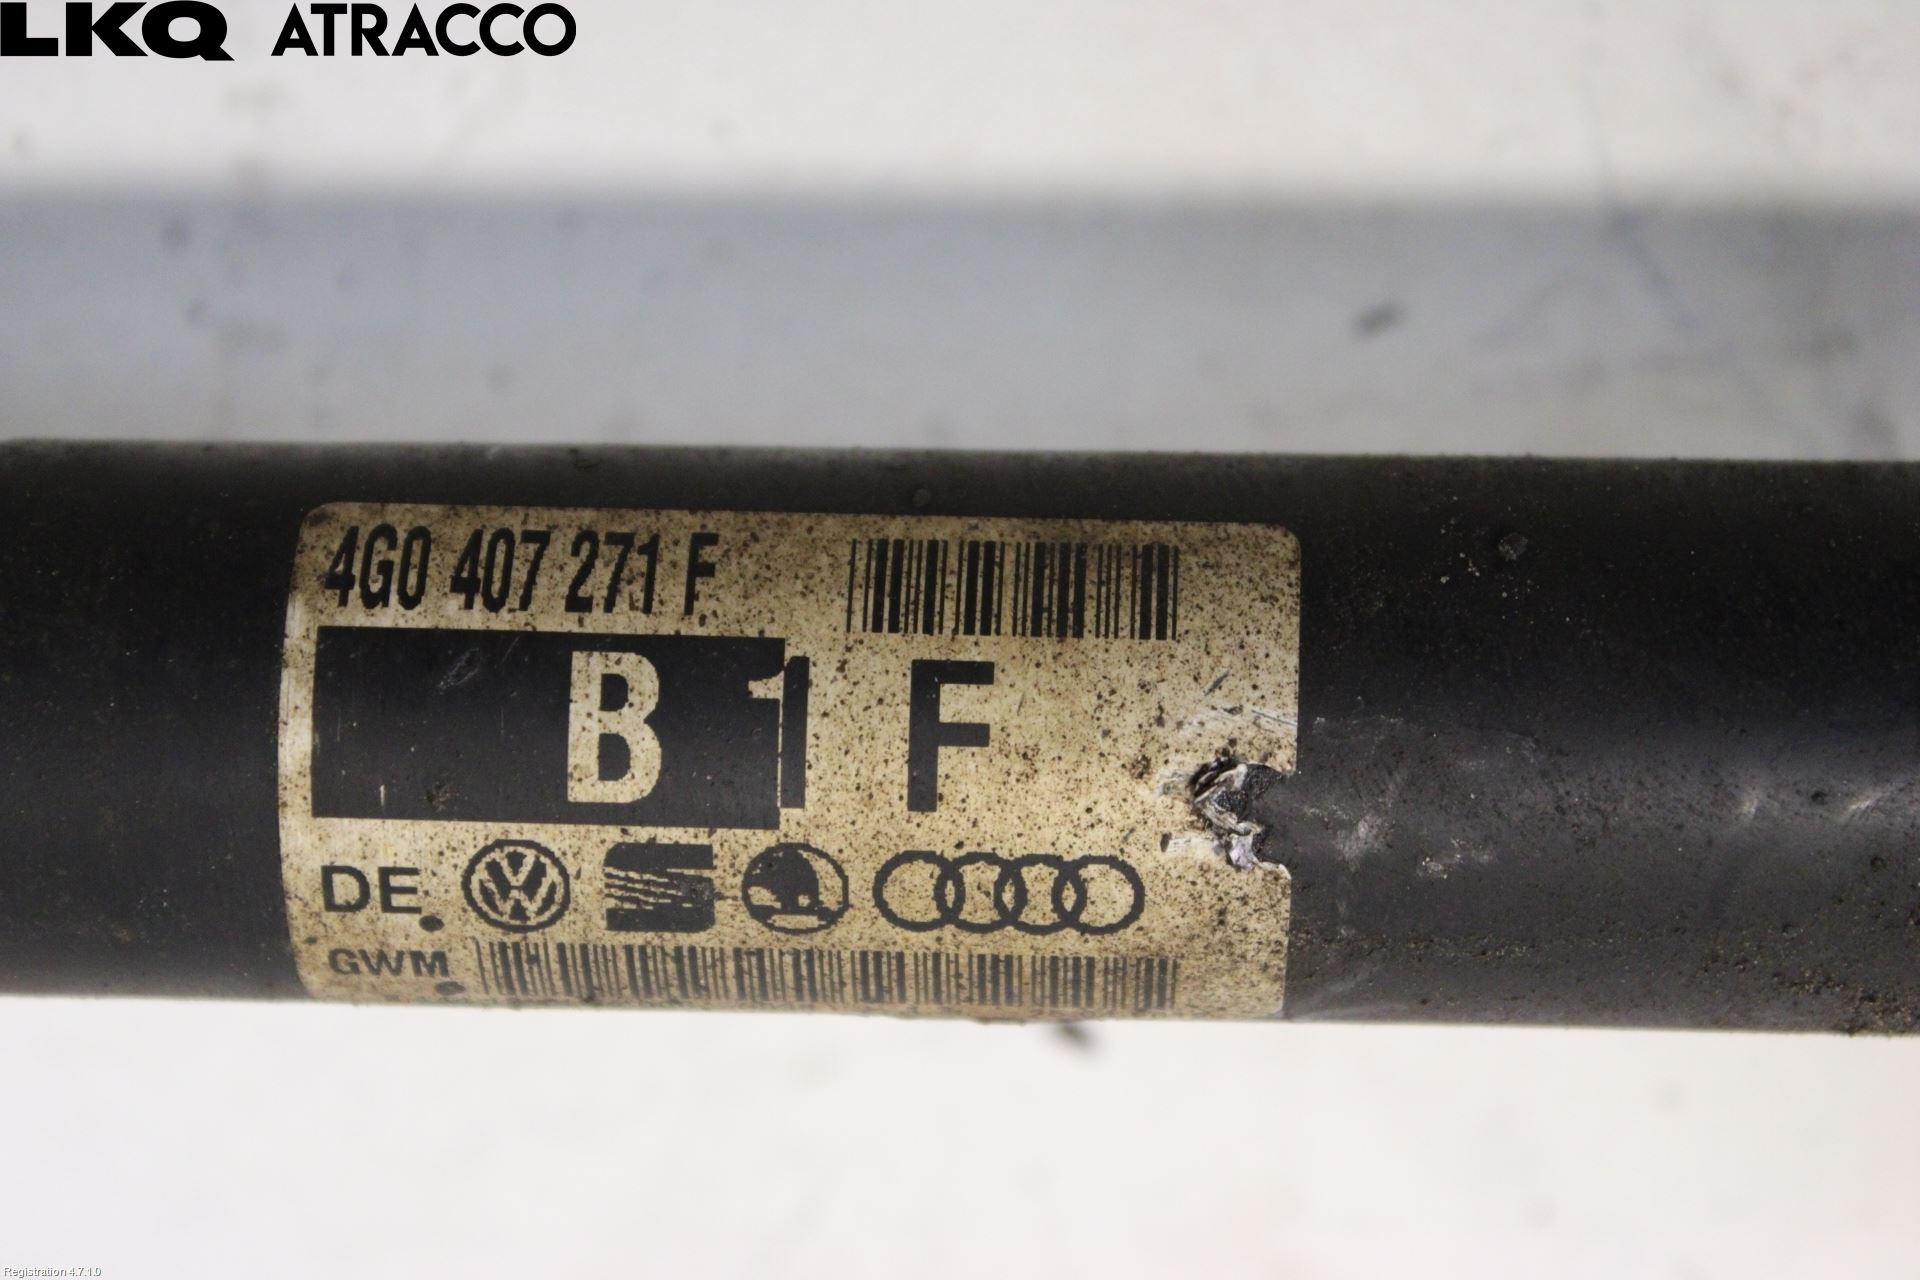 LKQ ATRACCO
4G0 407 271 F
B 1 F
DE.
GWM.
Registration 4.7.1.0